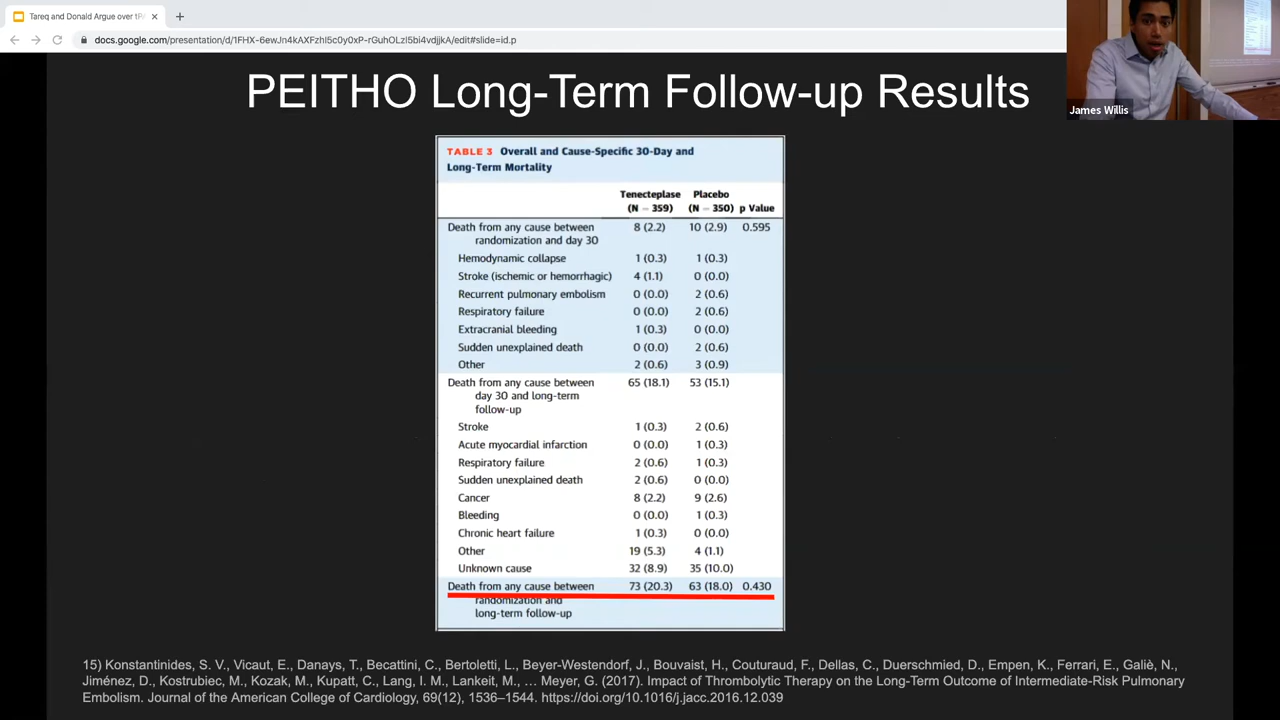 Tareq and Donald Argue over tP
docs.google.com/presentation/d/1FHX-6ewJn4kAXFzhI5c0y0xP-rGuhOLzI5bi4vdjjkA/edit#slide=id.p
James Willis
PEITHO Long-Term Follow-up Results
TABLE 3 Overall and Cause-Specific 30-Day and
Long-Term Mortality
Tenecteplase Placebo
(N = 359) (N = 350) p Value
Death from any cause between 8 (2.2) 10 (2.9) 0.595
randomization and day 30
Hemodynamic collapse 1 (0.3) 1 (0.3)
Stroke (ischemic or hemorrhagic) 4 (1.1) 0 (0.0)
Recurrent pulmonary embolism 0 (0.0) 2 (0.6)
Respiratory failure 0 (0.0) 2 (0.6)
Extracranial bleeding 1 (0.3) 0 (0.0)
Sudden unexplained death 0 (0.0) 2 (0.6)
Other 2 (0.6) 3 (0.9)
Death from any cause between 65 (18.1) 53 (15.1)
day 30 and long-term
follow-up
Stroke 1 (0.3) 2 (0.6)
Acute myocardial infarction 0 (0.0) 1 (0.3)
Respiratory failure 2 (0.6) 1 (0.3)
Sudden unexplained death 2 (0.6) 0 (0.0)
Cancer 8 (2.2) 9 (2.6)
Bleeding 0 (0.0) 1 (0.3)
Chronic heart failure 1 (0.3) 0 (0.0)
Other 19 (5.3) 4 (1.1)
Unknown cause 32 (8.9) 35 (10.0)
Death from any cause between 73 (20.3) 63 (18.0) 0.430
randomization and
long-term follow-up
15) Konstantinides, S. V., Vicaut, E., Danays, T., Becattini, C., Bertoletti, L., Beyer-Westendorf, J., Bouvaist, H., Couturaud, F., Dellas, C., Duerschmied, D., Empen, K., Ferrari, E., Galiè, N.,
Jiménez, D., Kostrubiec, M., Kozak, M., Kupatt, C., Lang, I. M., Lankeit, M., … Meyer, G. (2017). Impact of Thrombolytic Therapy on the Long-Term Outcome of Intermediate-Risk Pulmonary
Embolism. Journal of the American College of Cardiology, 69(12), 1536–1544. https://doi.org/10.1016/j.jacc.2016.12.039